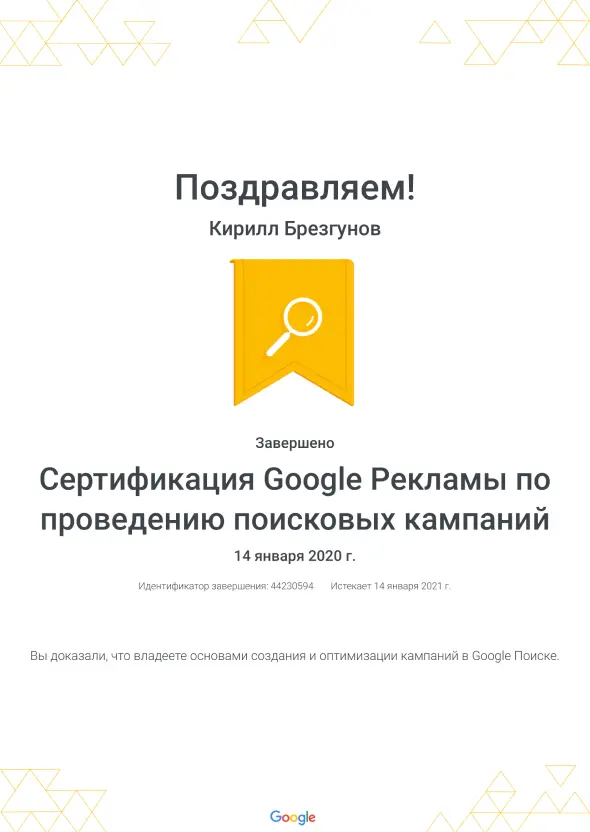 Поздравляем!
Кирилл Брезгунов
Завершено
Сертификация Google Рекламы по
проведению поисковых кампаний
14 января 2020 г.
Идентификатор завершения: 44230594 Истекает 14 января 2021 г.
Вы доказали, что владеете основами создания и оптимизации кампаний в Google Поиске.
Google